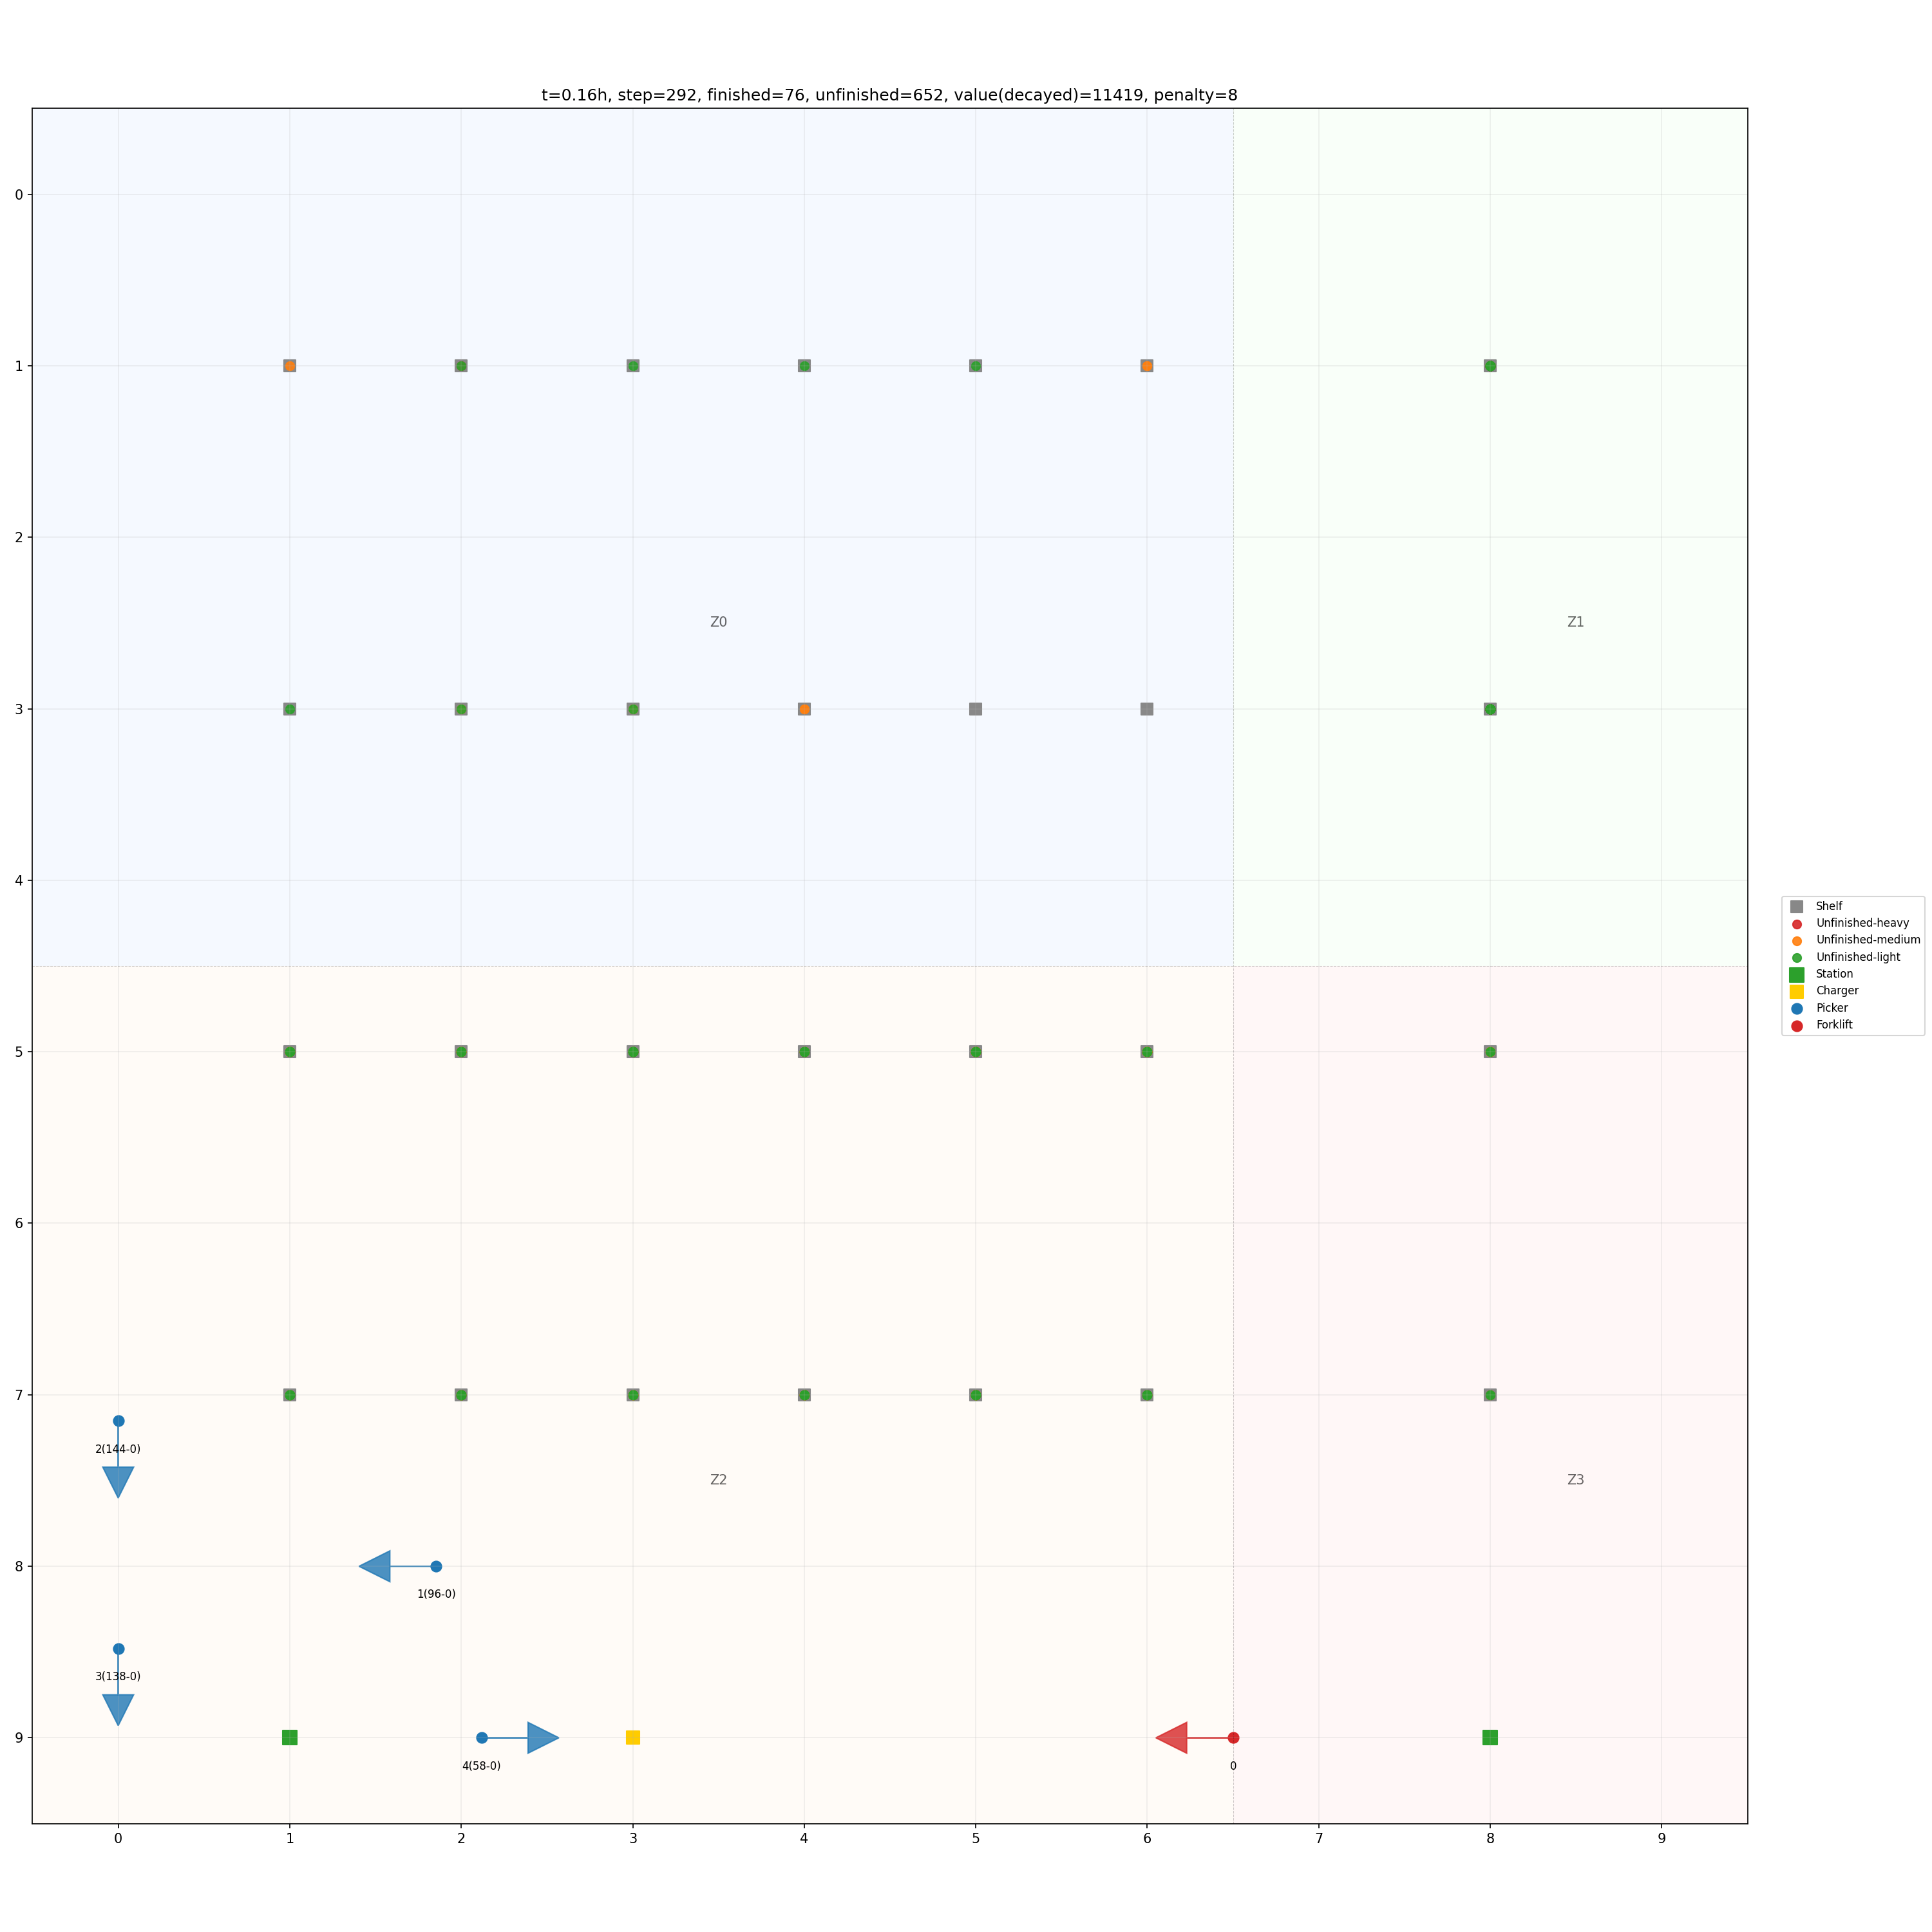 t=0.16h, step=292, finished=76, unfinished=652, value(decayed)=11419, penalty=8
0
1
2
Z0
Z1
3
4
Shelf
Unfinished-heavy
Unfinished-medium
Unfinished-light
Station
Charger
Picker
Forklift
5
6
7
2(144-0)
Z2
Z3
8
1(96-0)
3(138-0)
9
4(58-0)
0
0 1 2 3 4 5 6 7 8 9